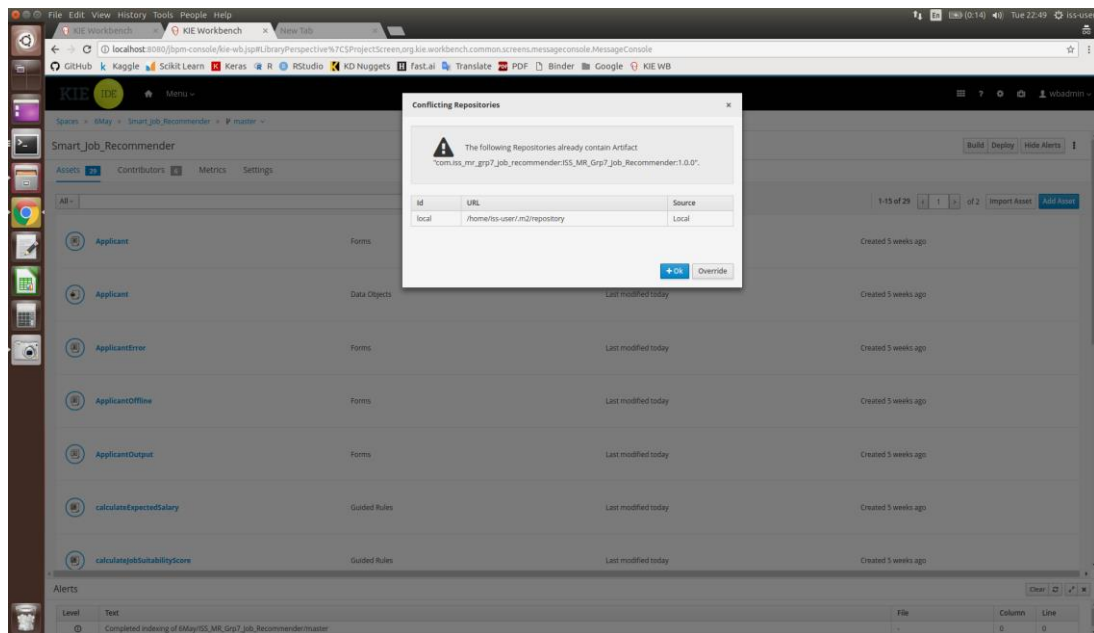 File Edit View History Tools People Help
En (0:14) Tue 22:49 iss-user
KIE Workbench
KIE Workbench
New Tab
localhost:8080/jbpm-console/kie-wb.jsp#LibraryPerspective%7C$ProjectScreen,org.kie.workbench.common.screens.messageconsole.MessageConsole
GitHub Kaggle Scikit Learn Keras R RStudio KD Nuggets fast.ai Translate PDF Binder Google KIE WB
KIE IDE Menu wbadmin
Spaces » 6May » Smart_Job_Recommender » master
Smart_Job_Recommender
Build Deploy Hide Alerts
Assets 29 Contributors Metrics Settings
All
1-15 of 29 1 of 2 Import Asset Add Asset
Conflicting Repositories
The following Repositories already contain Artifact
"com.iss_mr_grp7_job_recommender:ISS_MR_Grp7_Job_Recommender:1.0.0".
Id URL Source
local /home/iss-user/.m2/repository Local
Ok Override
Applicant Forms Created 5 weeks ago
Applicant Data Objects Last modified today Created 5 weeks ago
ApplicantError Forms Last modified today Created 5 weeks ago
ApplicantOffline Forms Last modified today Created 5 weeks ago
ApplicantOutput Forms Last modified today Created 5 weeks ago
calculateExpectedSalary Guided Rules Last modified today Created 5 weeks ago
calculateJobSuitabilityScore Guided Rules Last modified today Created 5 weeks ago
Alerts
Clear
Level Text File Column Line
Completed indexing of 6May/ISS_MR_Grp7_Job_Recommender/master - 0 0